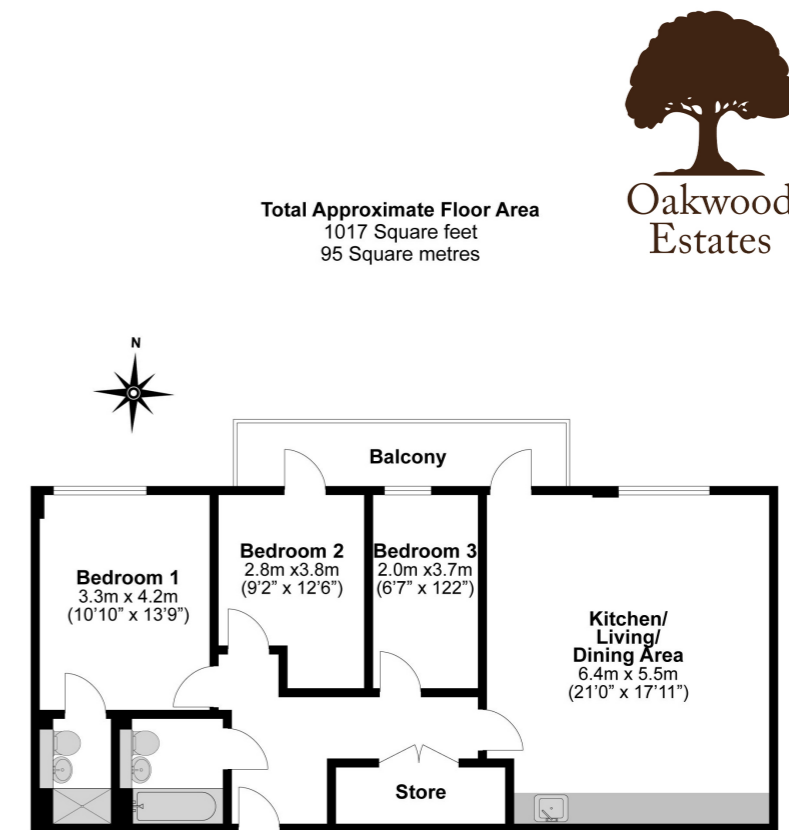 Oakwood
Estates
Total Approximate Floor Area
1017 Square feet
95 Square metres
N
Balcony
Bedroom 1
3.3m x 4.2m
(10'10" x 13'9")
Bedroom 2
2.8m x3.8m
(9'2" x 12'6")
Bedroom 3
2.0m x3.7m
(6'7" x 122")
Kitchen/
Living/
Dining Area
6.4m x 5.5m
(21'0" x 17'11")
Store